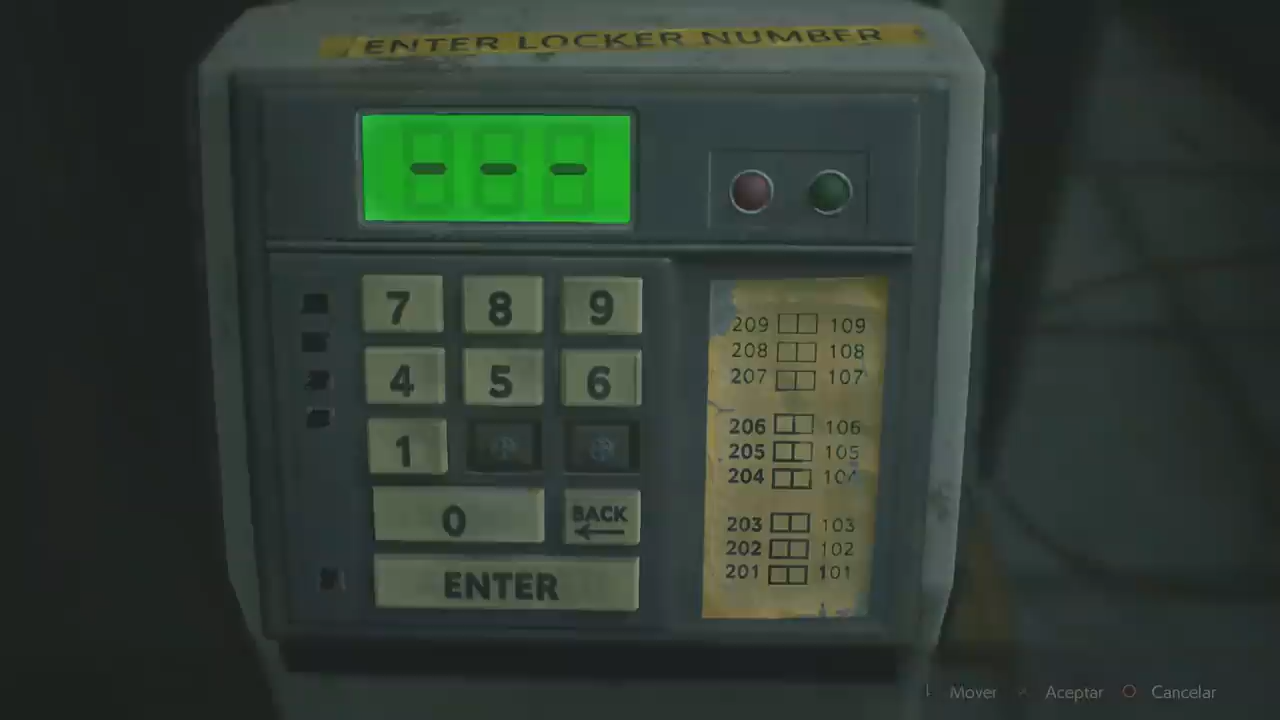 ENTER LOCKER NUMBER
- - -
7 8 9
4 5 6
1
0 BACK
ENTER
209 109
208 108
207 107
206 106
205 105
204 104
203 103
202 102
201 101
Mover Aceptar Cancelar